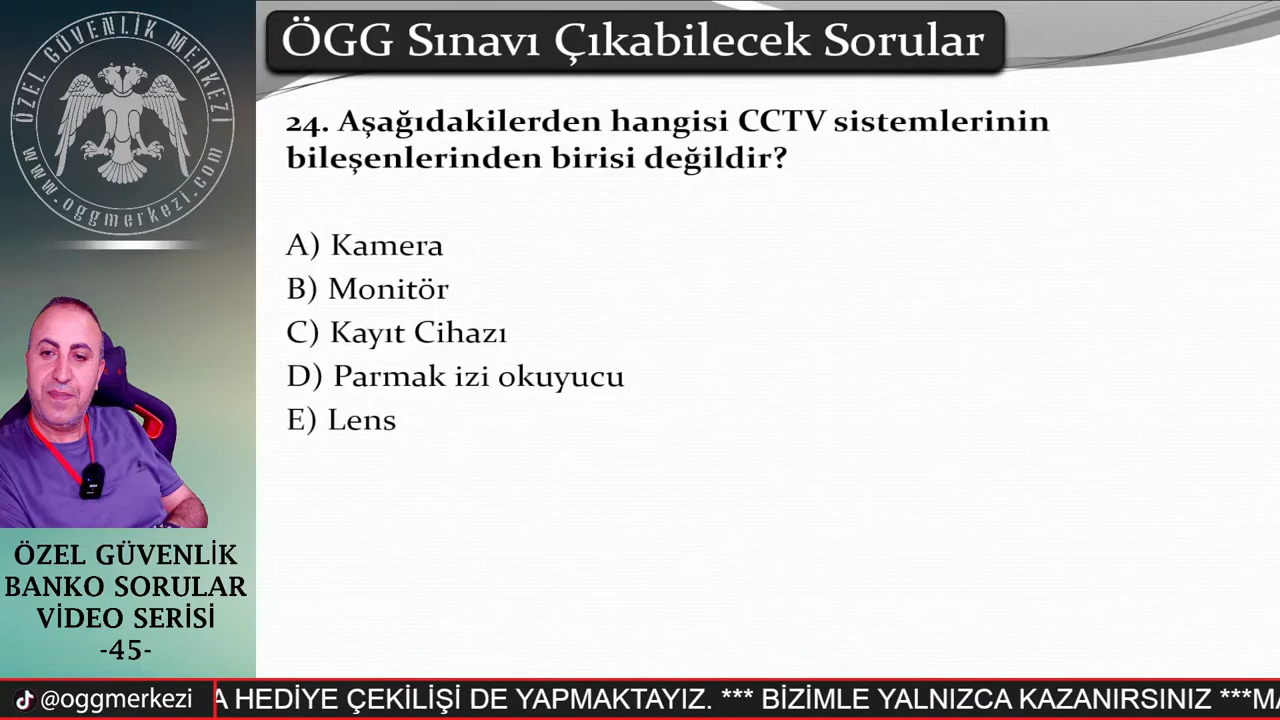 ÖZEL GÜVENLİK MERKEZİ
www.oggmerkezi.com
ÖGG Sınavı Çıkabilecek Sorular
24. Aşağıdakilerden hangisi CCTV sistemlerinin
bileşenlerinden birisi değildir?
A) Kamera
B) Monitör
C) Kayıt Cihazı
D) Parmak izi okuyucu
E) Lens
ÖZEL GÜVENLİK
BANKO SORULAR
VİDEO SERİSİ
-45-
@oggmerkezi
A HEDİYE ÇEKİLİŞİ DE YAPMAKTAYIZ. *** BİZİMLE YALNIZCA KAZANIRSINIZ ***MA